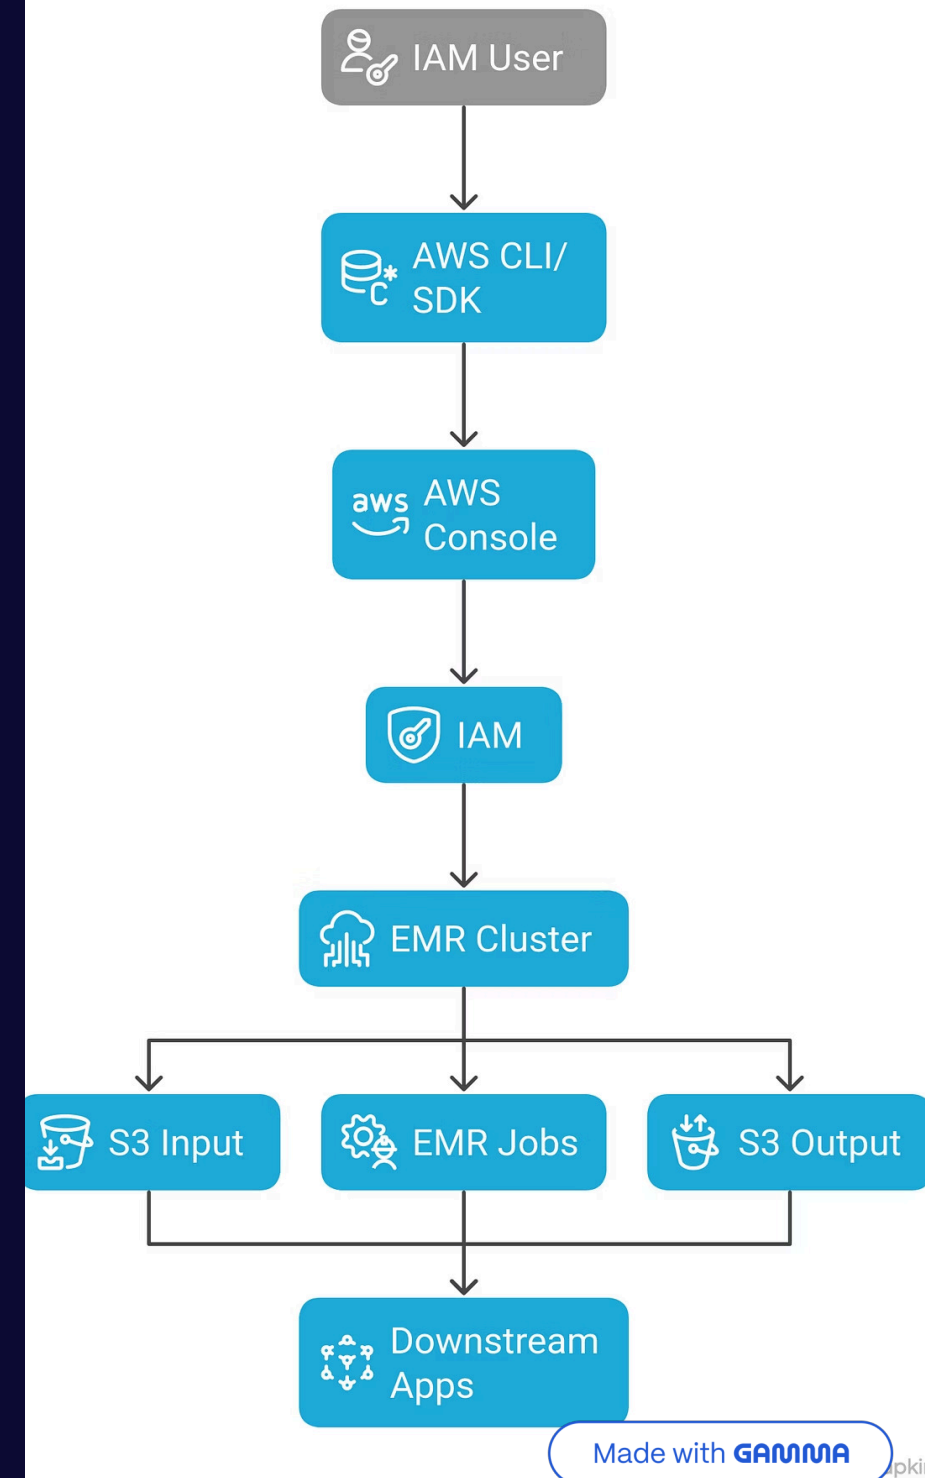 IAM User
AWS CLI/
SDK
aws
AWS
Console
IAM
EMR Cluster
S3 Input
EMR Jobs
S3 Output
Downstream
Apps
Made with GAMMA